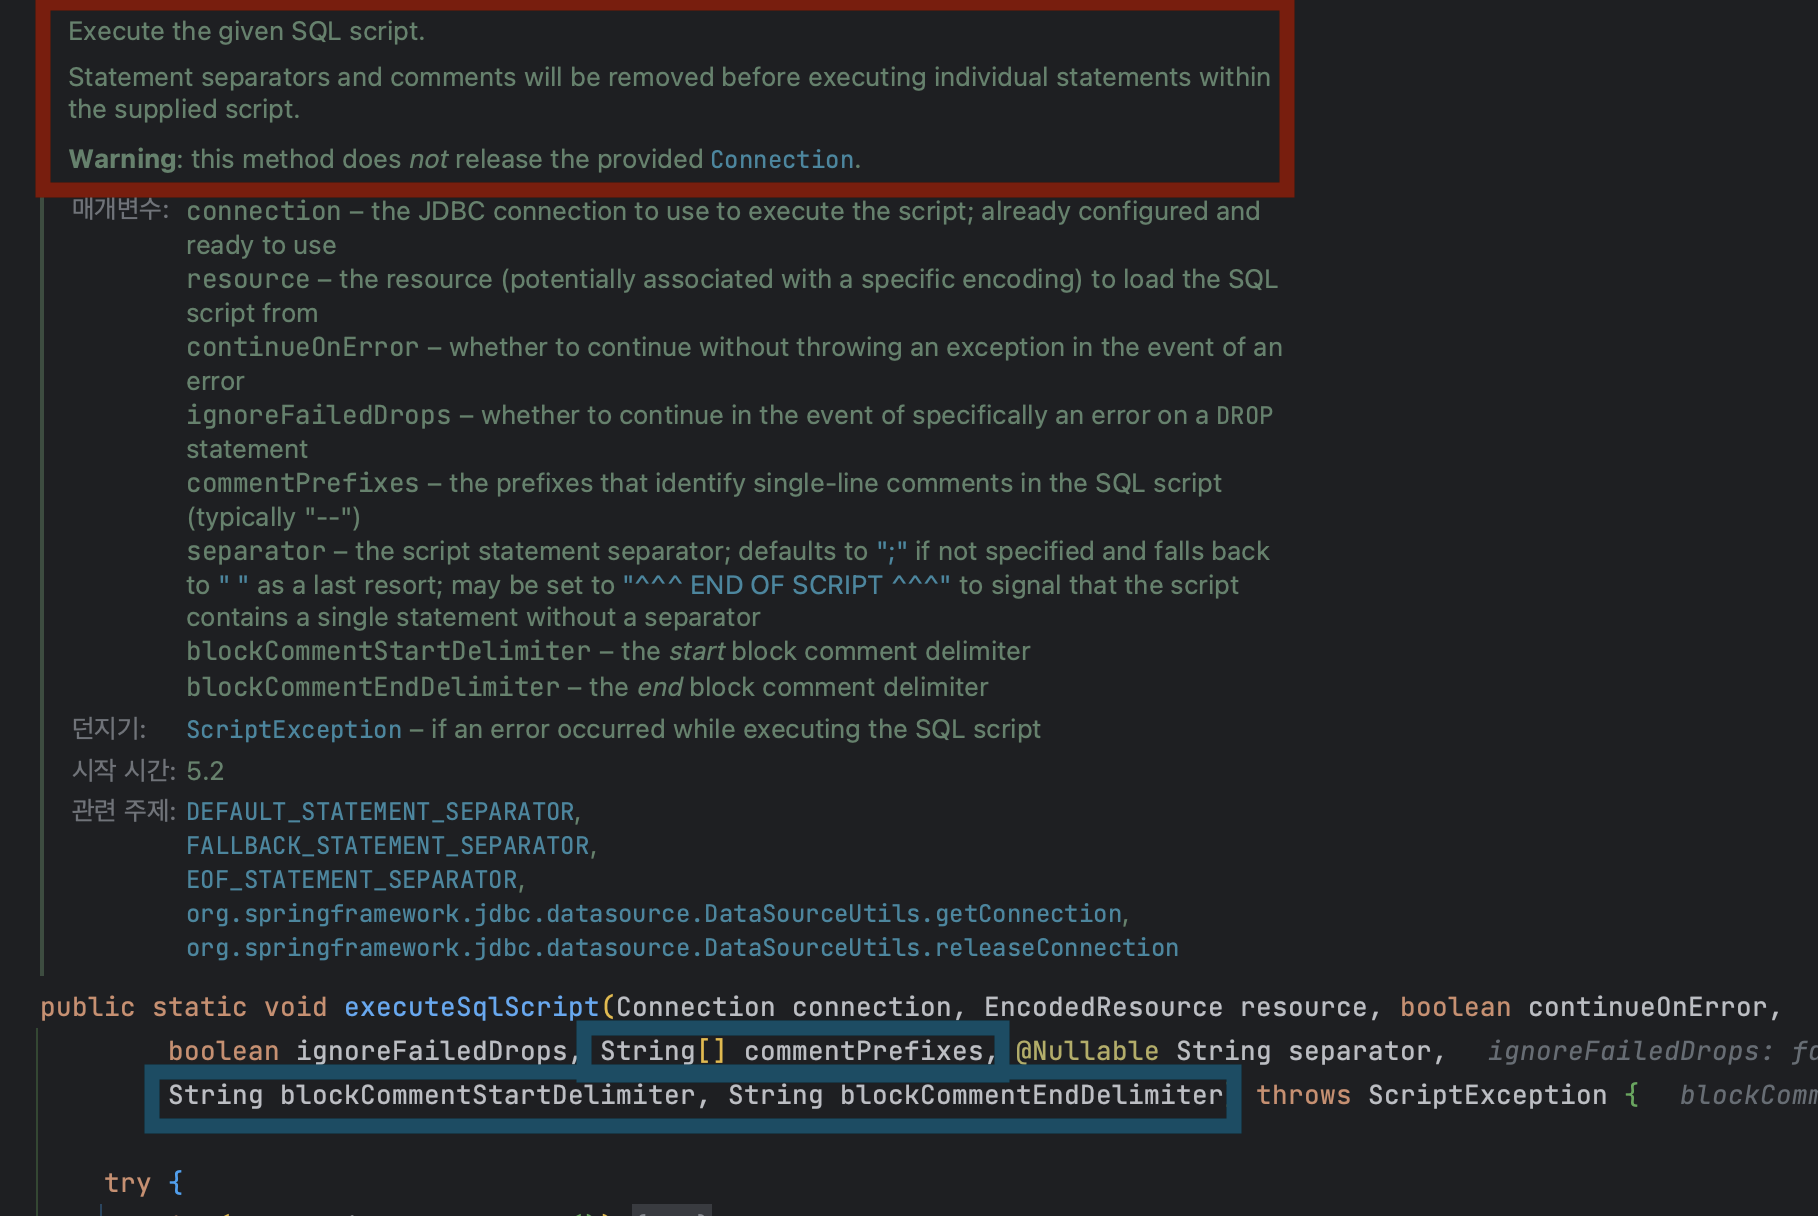 Execute the given SQL script.
Statement separators and comments will be removed before executing individual statements within
the supplied script.
Warning: this method does not release the provided Connection.
매개변수: connection – the JDBC connection to use to execute the script; already configured and
ready to use
resource – the resource (potentially associated with a specific encoding) to load the SQL
script from
continueOnError – whether to continue without throwing an exception in the event of an
error
ignoreFailedDrops – whether to continue in the event of specifically an error on a DROP
statement
commentPrefixes – the prefixes that identify single-line comments in the SQL script
(typically "--")
separator – the script statement separator; defaults to ";" if not specified and falls back
to " " as a last resort; may be set to "^^^ END OF SCRIPT ^^^" to signal that the script
contains a single statement without a separator
blockCommentStartDelimiter – the start block comment delimiter
blockCommentEndDelimiter – the end block comment delimiter
던지기: ScriptException – if an error occurred while executing the SQL script
시작 시간: 5.2
관련 주제: DEFAULT_STATEMENT_SEPARATOR,
FALLBACK_STATEMENT_SEPARATOR,
EOF_STATEMENT_SEPARATOR,
org.springframework.jdbc.datasource.DataSourceUtils.getConnection,
org.springframework.jdbc.datasource.DataSourceUtils.releaseConnection
public static void executeSqlScript(Connection connection, EncodedResource resource, boolean continueOnError,
boolean ignoreFailedDrops, String[] commentPrefixes, @Nullable String separator, ignoreFailedDrops:
String blockCommentStartDelimiter, String blockCommentEndDelimiter throws ScriptException {
try {